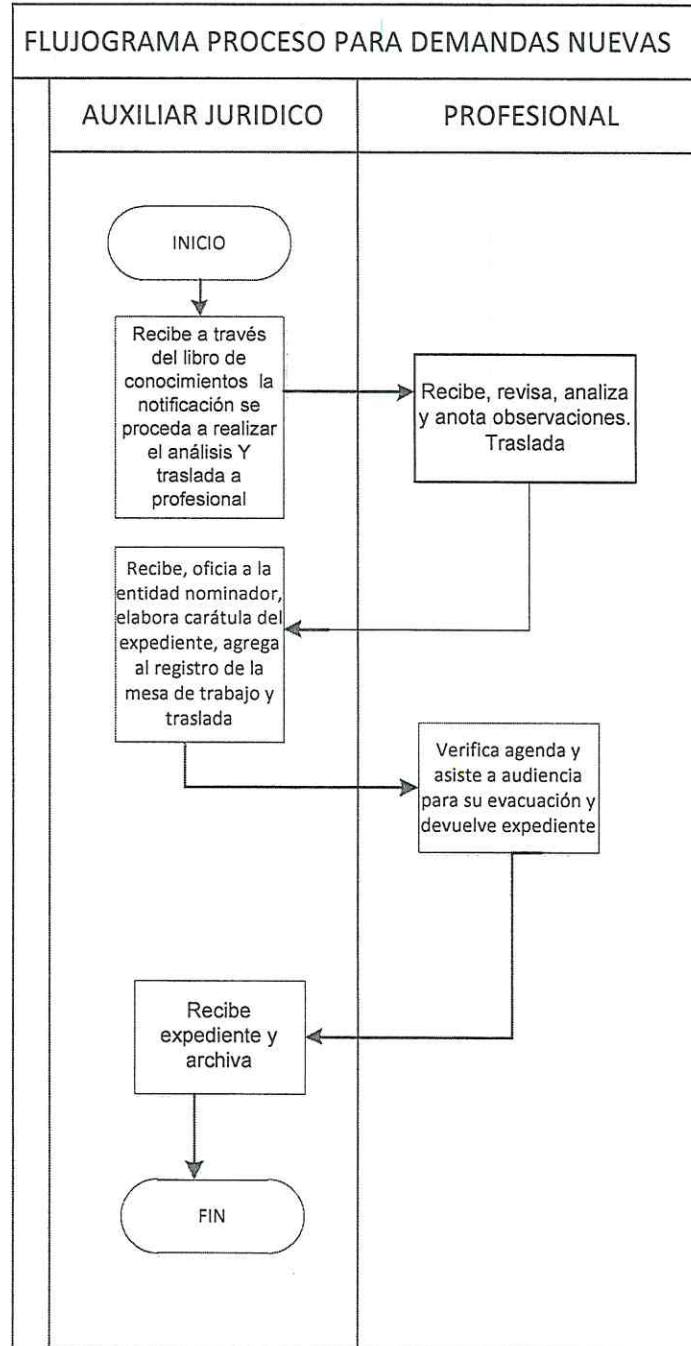 FLUJOGRAMA PROCESO PARA DEMANDAS NUEVAS
AUXILIAR JURIDICO
PROFESIONAL
INICIO
Recibe a través
del libro de
conocimientos la
notificación se
proceda a realizar
el análisis Y
traslada a
profesional
Recibe, revisa, analiza
y anota observaciones.
Traslada
Recibe, oficia a la
entidad nominador,
elabora carátula del
expediente, agrega
al registro de la
mesa de trabajo y
traslada
Verifica agenda y
asiste a audiencia
para su evacuación y
devuelve expediente
Recibe
expediente y
archiva
FIN